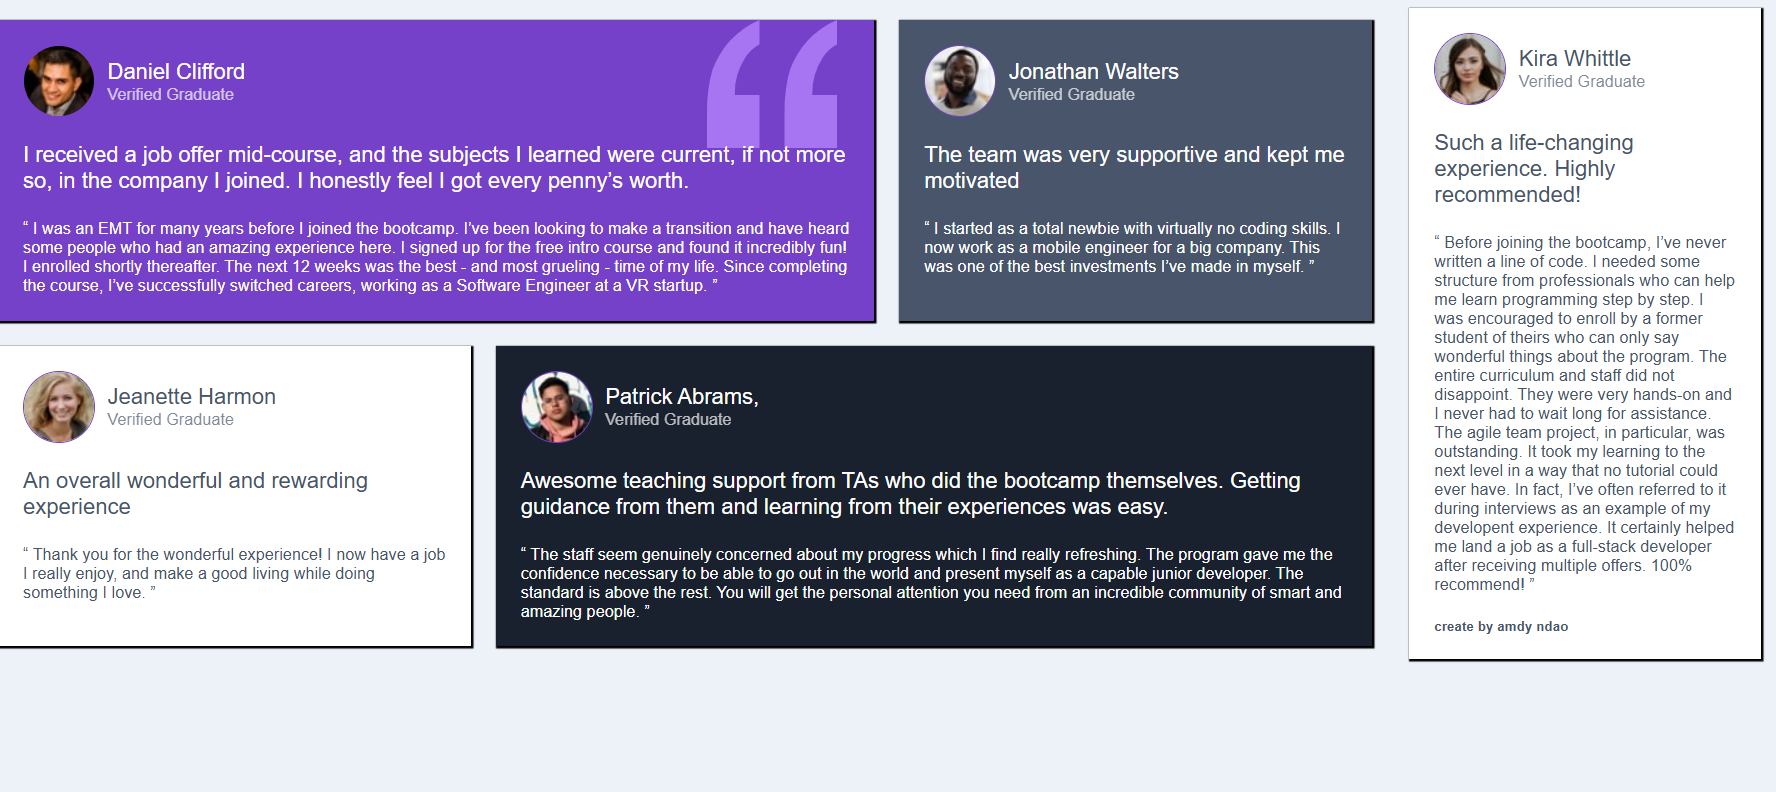 Daniel Clifford
Verified Graduate
I received a job offer mid-course, and the subjects I learned were current, if not more
so, in the company I joined. I honestly feel I got every penny’s worth.
“ I was an EMT for many years before I joined the bootcamp. I’ve been looking to make a transition and have heard
some people who had an amazing experience here. I signed up for the free intro course and found it incredibly fun!
I enrolled shortly thereafter. The next 12 weeks was the best - and most grueling - time of my life. Since completing
the course, I’ve successfully switched careers, working as a Software Engineer at a VR startup. ”
Jonathan Walters
Verified Graduate
The team was very supportive and kept me
motivated
“ I started as a total newbie with virtually no coding skills. I
now work as a mobile engineer for a big company. This
was one of the best investments I’ve made in myself. ”
Jeanette Harmon
Verified Graduate
An overall wonderful and rewarding
experience
“ Thank you for the wonderful experience! I now have a job
I really enjoy, and make a good living while doing
something I love. ”
Patrick Abrams,
Verified Graduate
Awesome teaching support from TAs who did the bootcamp themselves. Getting
guidance from them and learning from their experiences was easy.
“ The staff seem genuinely concerned about my progress which I find really refreshing. The program gave me the
confidence necessary to be able to go out in the world and present myself as a capable junior developer. The
standard is above the rest. You will get the personal attention you need from an incredible community of smart and
amazing people. ”
Kira Whittle
Verified Graduate
Such a life-changing
experience. Highly
recommended!
“ Before joining the bootcamp, I’ve never
written a line of code. I needed some
structure from professionals who can help
me learn programming step by step. I
was encouraged to enroll by a former
student of theirs who can only say
wonderful things about the program. The
entire curriculum and staff did not
disappoint. They were very hands-on and
I never had to wait long for assistance.
The agile team project, in particular, was
outstanding. It took my learning to the
next level in a way that no tutorial could
ever have. In fact, I’ve often referred to it
during interviews as an example of my
developent experience. It certainly helped
me land a job as a full-stack developer
after receiving multiple offers. 100%
recommend! ”
create by amdy ndao